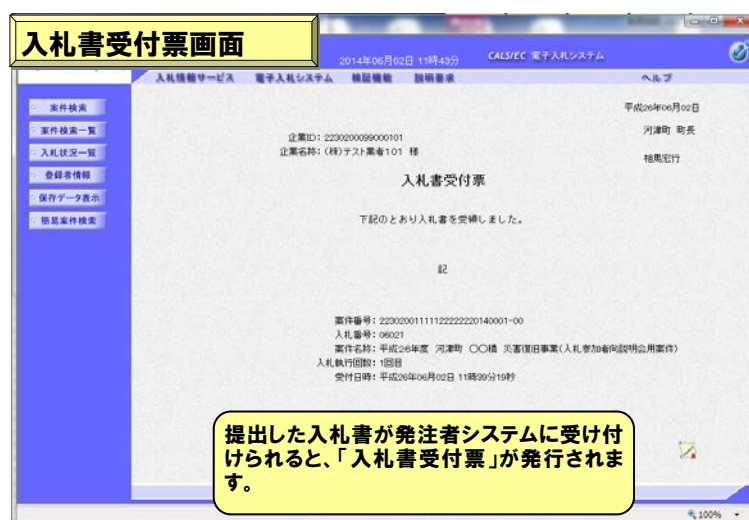 入札書受付票画面
2014年06月02日 11時43分
CALS/EC 電子入札システム
入札情報サービス 電子入札システム 検証機能 説明要求 ヘルプ
案件検索
案件検索一覧
入札状況一覧
登録者情報
保存データ表示
簡易案件検索
平成26年06月02日
河津町 町長
相馬宏行
企業ID: 2230200099000101
企業名称: (株)テスト業者101 様
入札書受付票
下記のとおり入札書を受領しました。
記
案件番号: 22302001111122222220140001-00
入札番号: 06021
案件名称: 平成26年度 河津町 〇〇橋 災害復旧事業(入札参加者向説明会用案件)
入札執行回数: 1回目
受付日時: 平成26年06月02日 11時39分19秒
提出した入札書が発注者システムに受け付
けられると、「入札書受付票」が発行されま
す。
100%